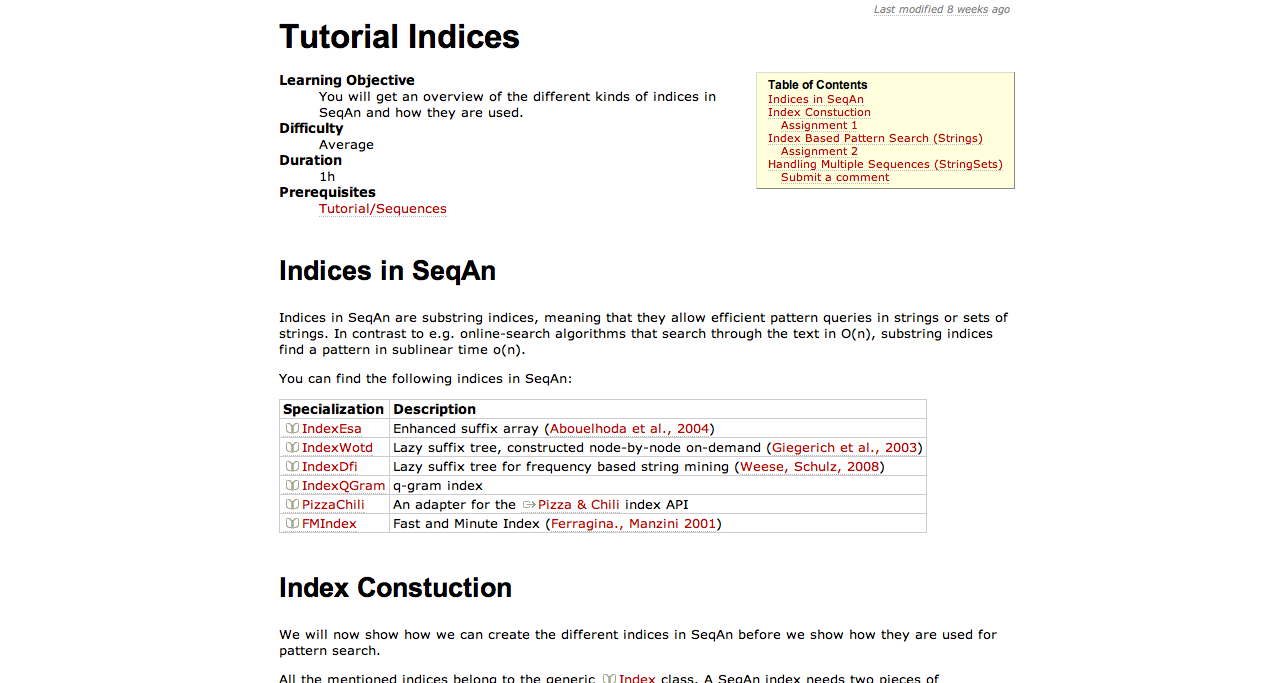 Last modified 8 weeks ago
Tutorial Indices
Learning Objective
You will get an overview of the different kinds of indices in
SeqAn and how they are used.
Difficulty
Average
Duration
1h
Prerequisites
Tutorial/Sequences
Table of Contents
Indices in SeqAn
Index Constuction
Assignment 1
Index Based Pattern Search (Strings)
Assignment 2
Handling Multiple Sequences (StringSets)
Submit a comment
Indices in SeqAn
Indices in SeqAn are substring indices, meaning that they allow efficient pattern queries in strings or sets of
strings. In contrast to e.g. online-search algorithms that search through the text in O(n), substring indices
find a pattern in sublinear time o(n).
You can find the following indices in SeqAn:
Specialization Description
IndexEsa Enhanced suffix array (Abouelhoda et al., 2004)
IndexWotd Lazy suffix tree, constructed node-by-node on-demand (Giegerich et al., 2003)
IndexDfi Lazy suffix tree for frequency based string mining (Weese, Schulz, 2008)
IndexQGram q-gram index
PizzaChili An adapter for the Pizza & Chili index API
FMIndex Fast and Minute Index (Ferragina., Manzini 2001)
Index Constuction
We will now show how we can create the different indices in SeqAn before we show how they are used for
pattern search.
All the mentioned indices belong to the generic Index class. A SeqAn index needs two pieces of